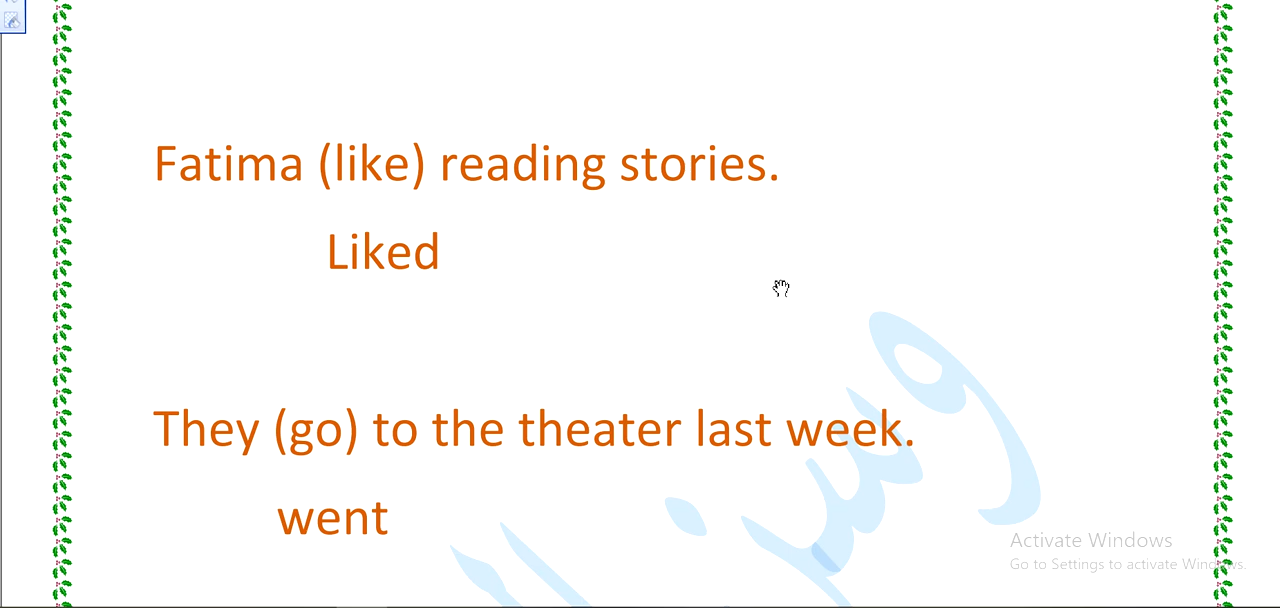 Fatima (like) reading stories.
Liked
They (go) to the theater last week.
went
Activate Windows
Go to Settings to activate Windows.